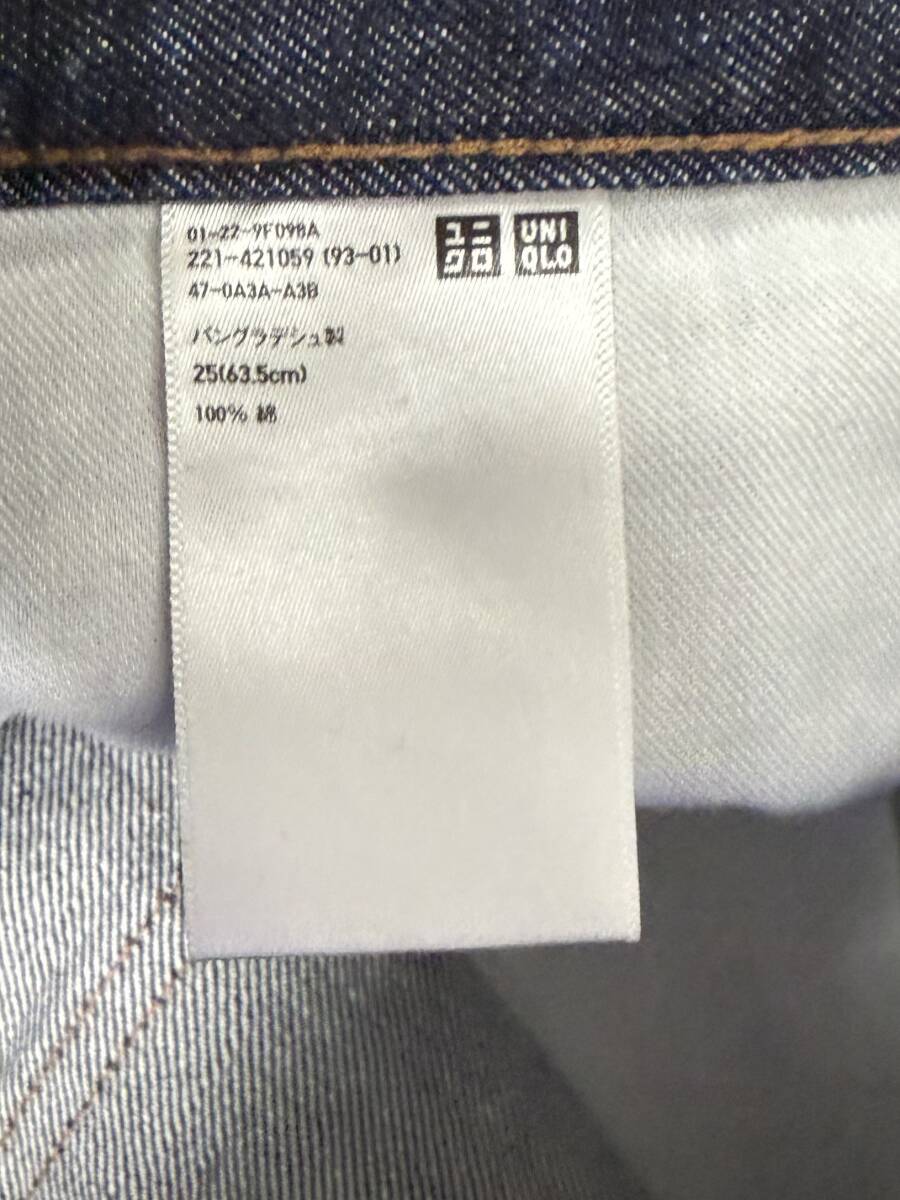 01-22-9F098A
221-421059 (93-01)
47-0A3A-A3B
バングラデシュ製
25(63.5cm)
100% 綿
ユニ
クロ
UNI
QLO